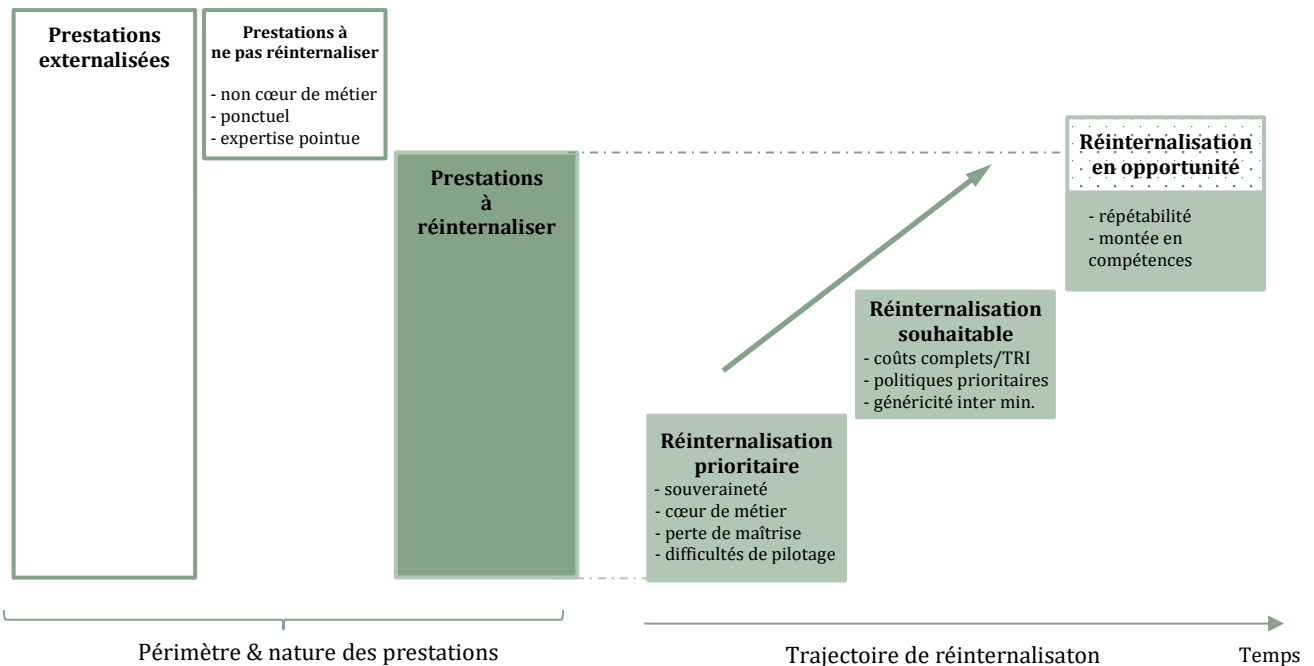 Prestations
externalisées
Prestations à
ne pas réinternaliser
- non cœur de métier
- ponctuel
- expertise pointue
Prestations
à
réinternaliser
Réinternalisation
prioritaire
- souveraineté
- cœur de métier
- perte de maîtrise
- difficultés de pilotage
Réinternalisation
souhaitable
- coûts complets/TRI
- politiques prioritaires
- généricité inter min.
Réinternalisation
en opportunité
- répétabilité
- montée en
compétences
Périmètre & nature des prestations
Trajectoire de réinternalisaton
Temps